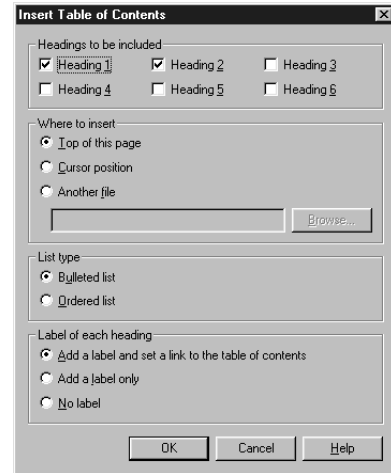 Insert Table of Contents
Headings to be included
Heading 1 Heading 2 Heading 3
Heading 4 Heading 5 Heading 6
Where to insert
Top of this page
Cursor position
Another file
Browse...
List type
Bulleted list
Ordered list
Label of each heading
Add a label and set a link to the table of contents
Add a label only
No label
OK Cancel Help